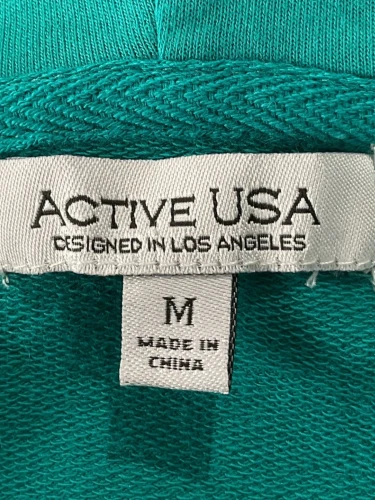 ACTIVE USA
DESIGNED IN LOS ANGELES
M
MADE IN
CHINA